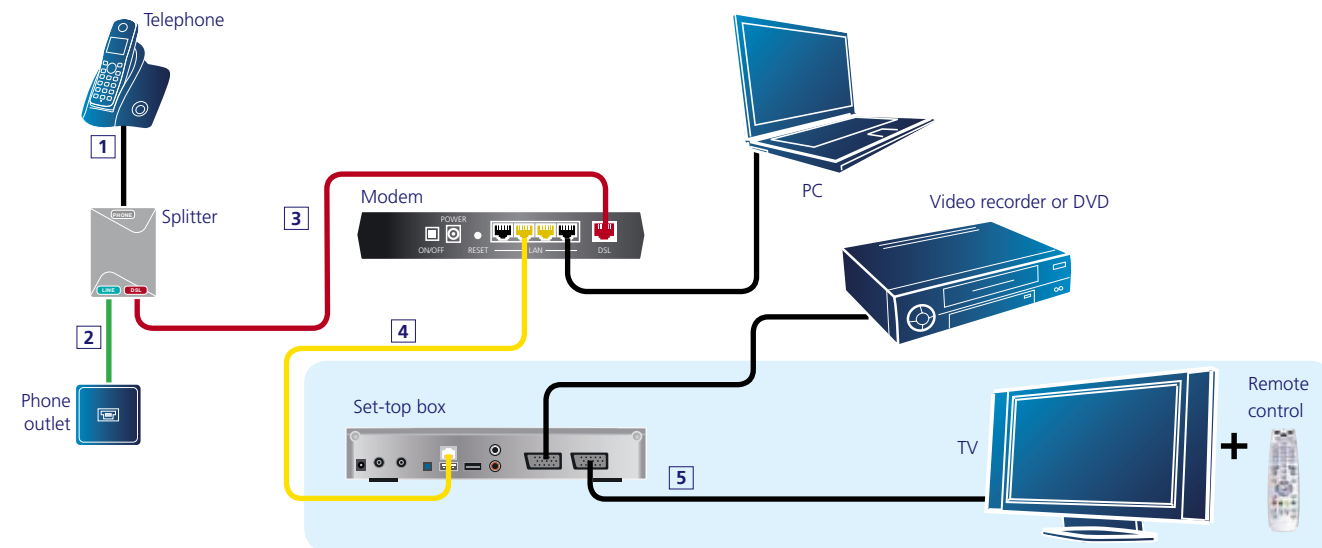 Telephone
1
PHONE
Splitter
LINE
DSL
2
Phone
outlet
3
Modem
POWER
ON/OFF
RESET
LAN
DSL
PC
Video recorder or DVD
4
Set-top box
5
TV
+
Remote
control